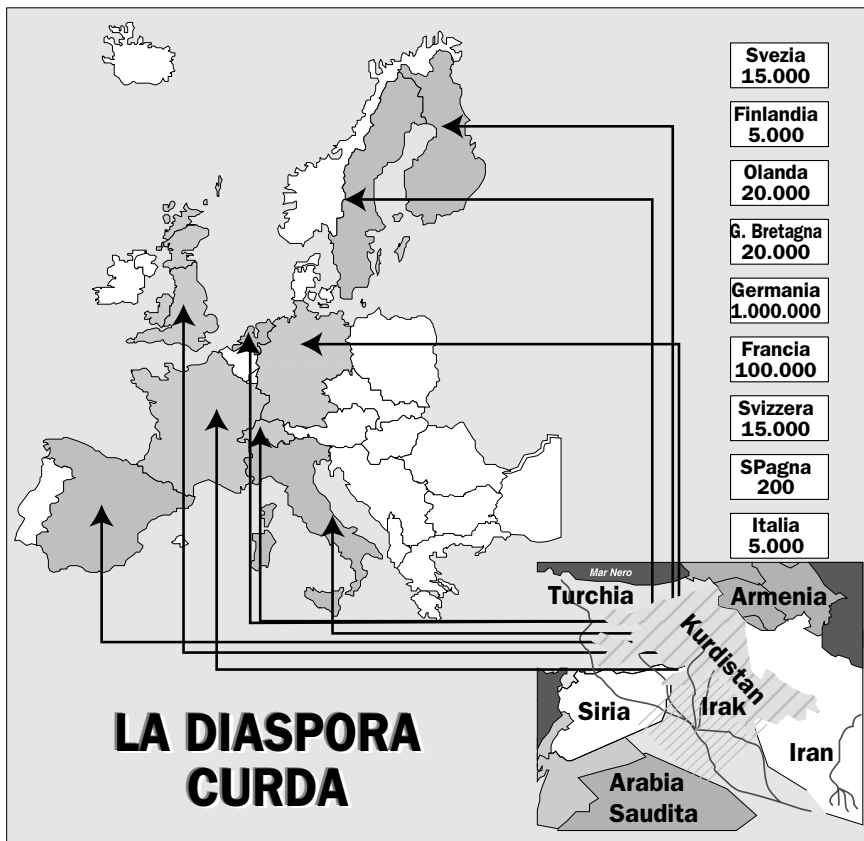 Svezia
15.000
Finlandia
5.000
Olanda
20.000
G. Bretagna
20.000
Germania
1.000.000
Francia
100.000
Svizzera
15.000
SPagna
200
Italia
5.000
Mar Nero
Turchia
Armenia
Kurdistan
Siria
Irak
Iran
Arabia
Saudita
LA DIASPORA
CURDA